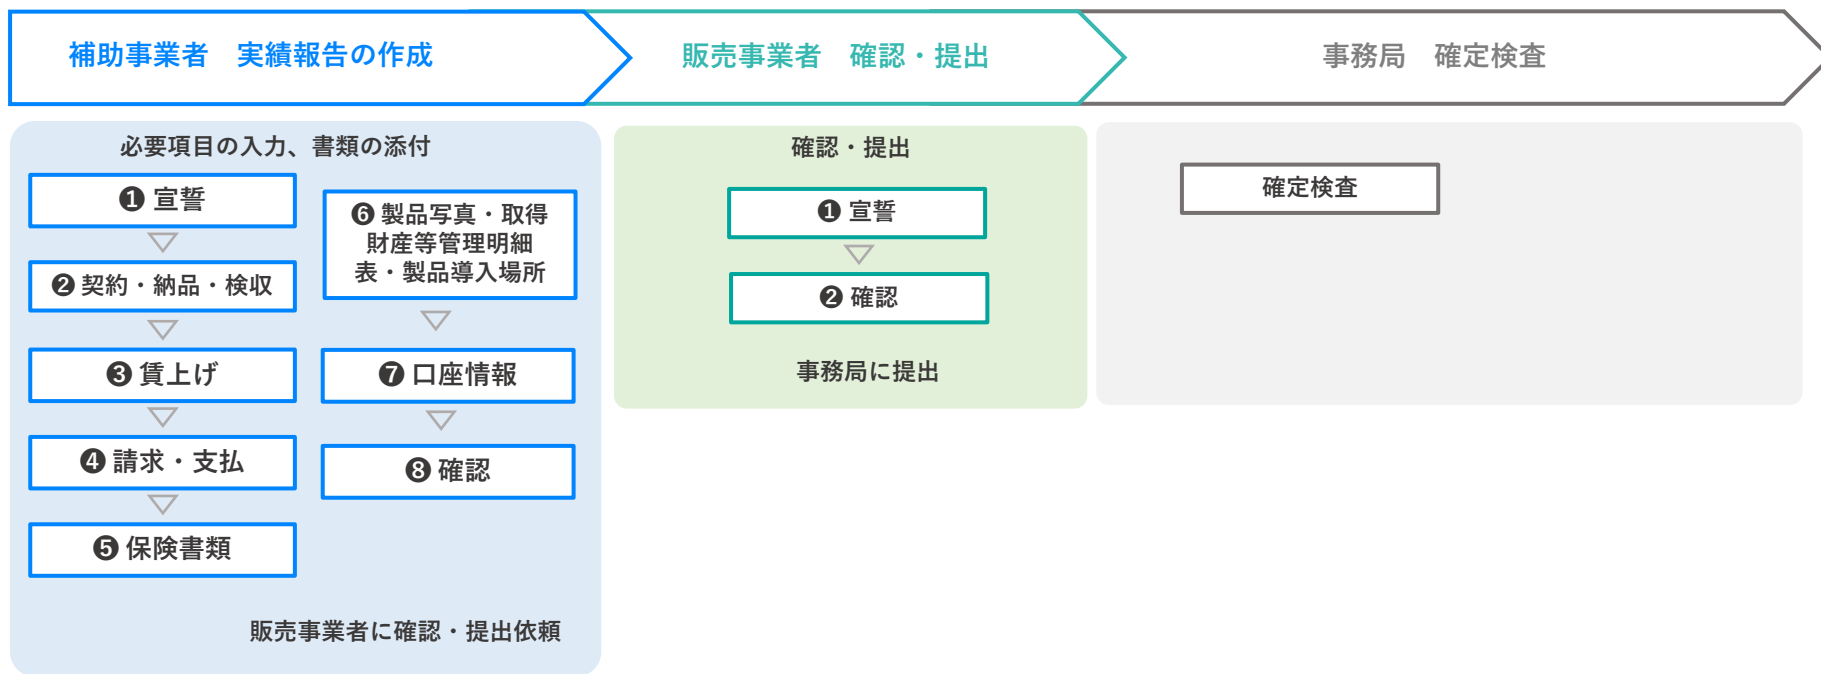 補助事業者　実績報告の作成
販売事業者　確認・提出
事務局　確定検査
必要項目の入力、書類の添付
❶ 宣誓
❷ 契約・納品・検収
❸ 賃上げ
❹ 請求・支払
❺ 保険書類
❻ 製品写真・取得
財産等管理明細
表・製品導入場所
❼ 口座情報
❽ 確認
販売事業者に確認・提出依頼
確認・提出
❶ 宣誓
❷ 確認
事務局に提出
確定検査